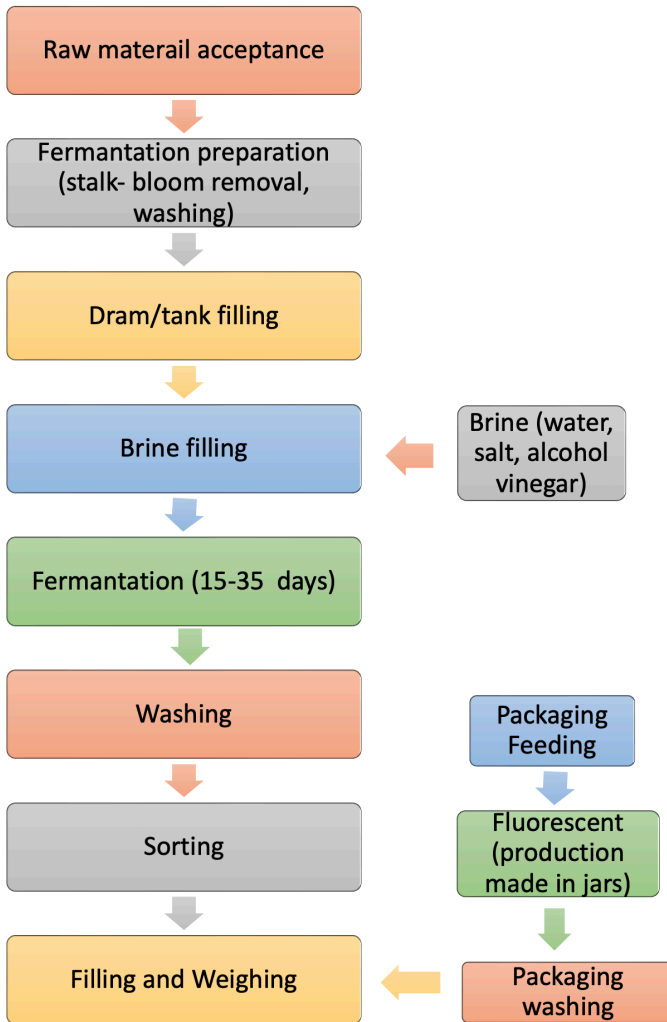 Raw materail acceptance
Fermantation preparation
(stalk- bloom removal,
washing)
Dram/tank filling
Brine filling
Brine (water,
salt, alcohol
vinegar)
Fermantation (15-35 days)
Washing
Packaging
Feeding
Sorting
Fluorescent
(production
made in jars)
Filling and Weighing
Packaging
washing